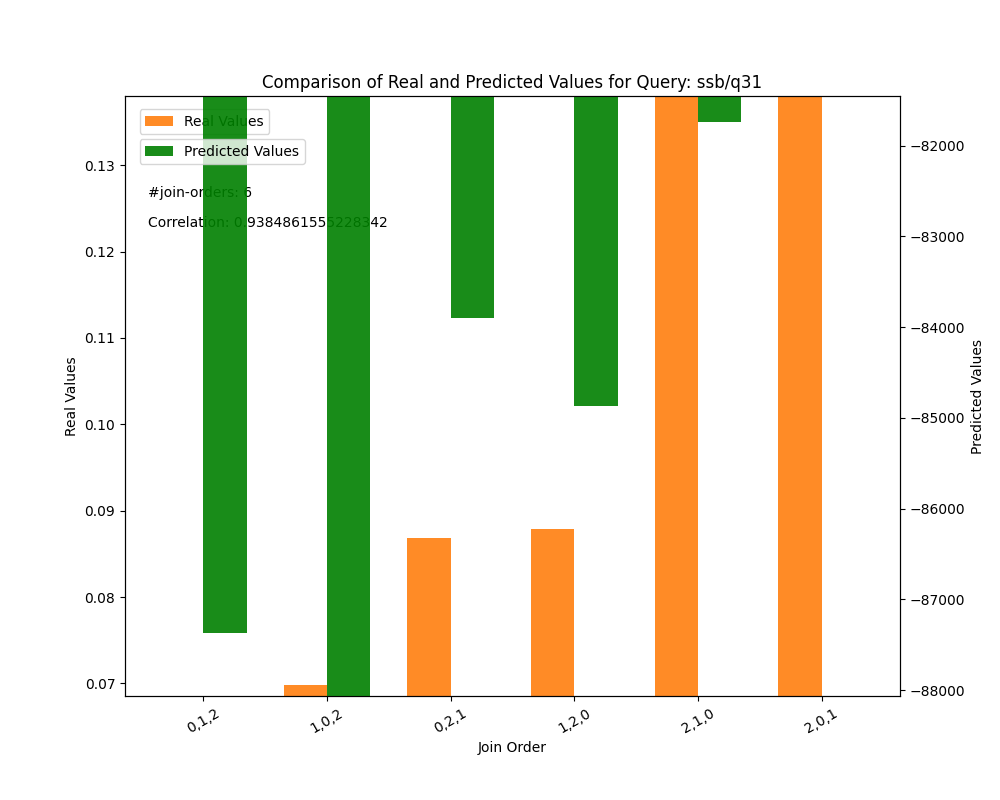 Comparison of Real and Predicted Values for Query: ssb/q31
Real Values
Predicted Values
#join-orders: 6
Correlation: 0.9384861555228342
0.13
0.12
0.11
0.10
0.09
0.08
0.07
Real Values
−82000
−83000
−84000
−85000
−86000
−87000
−88000
Predicted Values
0,1,2
1,0,2
0,2,1
1,2,0
2,1,0
2,0,1
Join Order